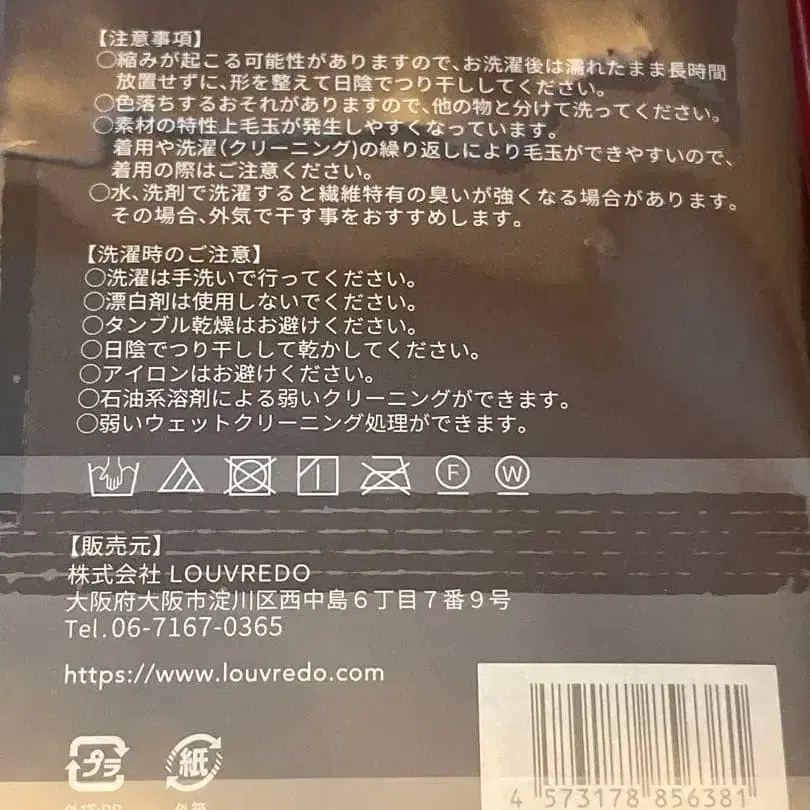 【注意事項】
○縮みが起こる可能性がありますので、お洗濯後は濡れたまま長時間
放置せずに、形を整えて日陰でつり干ししてください。
○色落ちするおそれがありますので、他の物と分けて洗ってください。
○素材の特性上毛玉が発生しやすくなっています。
着用や洗濯(クリーニング)の繰り返しにより毛玉ができやすいので、
着用の際はご注意ください。
○水、洗剤で洗濯すると繊維特有の臭いが強くなる場合があります。
その場合、外気で干す事をおすすめします。
【洗濯時のご注意】
○洗濯は手洗いで行ってください。
○漂白剤は使用しないでください。
○タンブル乾燥はお避けください。
○日陰でつり干しして乾かしてください。
○アイロンはお避けください。
○石油系溶剤による弱いクリーニングができます。
○弱いウェットクリーニング処理ができます。
F W
【販売元】
株式会社 LOUVREDO
大阪府大阪市淀川区西中島6丁目7番9号
Tel.06-7167-0365
https://www.louvredo.com
プラ 紙
4 573178 856381